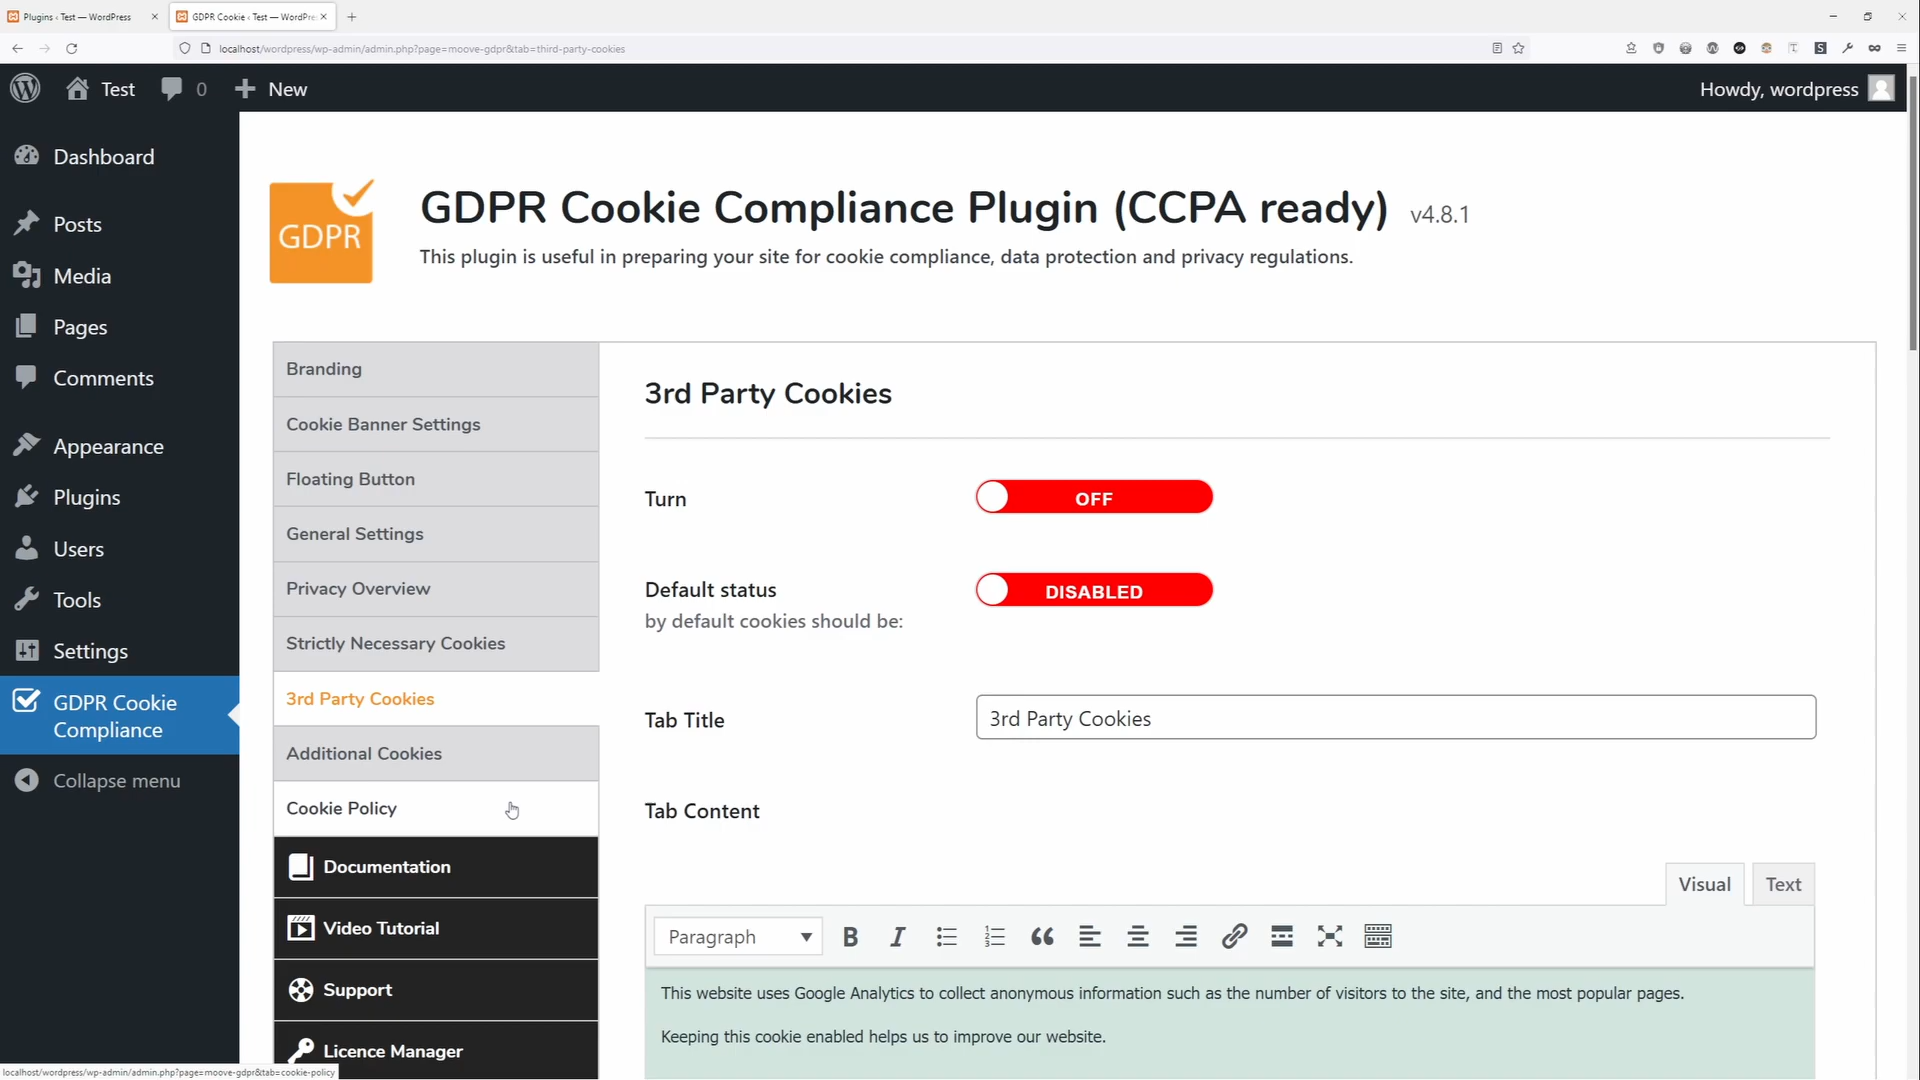 Plugins ‹ Test — WordPress
GDPR Cookie ‹ Test — WordPre
localhost/wordpress/wp-admin/admin.php?page=moove-gdpr&tab=third-party-cookies
Test
0
New
Howdy, wordpress
Dashboard
Posts
Media
Pages
Comments
Appearance
Plugins
Users
Tools
Settings
GDPR Cookie
Compliance
Collapse menu
GDPR
GDPR Cookie Compliance Plugin (CCPA ready) v4.8.1
This plugin is useful in preparing your site for cookie compliance, data protection and privacy regulations.
Branding
Cookie Banner Settings
Floating Button
General Settings
Privacy Overview
Strictly Necessary Cookies
3rd Party Cookies
Additional Cookies
Cookie Policy
Documentation
Video Tutorial
Support
Licence Manager
3rd Party Cookies
Turn
OFF
Default status
DISABLED
by default cookies should be:
Tab Title
3rd Party Cookies
Tab Content
Visual
Text
Paragraph
This website uses Google Analytics to collect anonymous information such as the number of visitors to the site, and the most popular pages.
Keeping this cookie enabled helps us to improve our website.
localhost/wordpress/wp-admin/admin.php?page=moove-gdpr&tab=cookie-policy